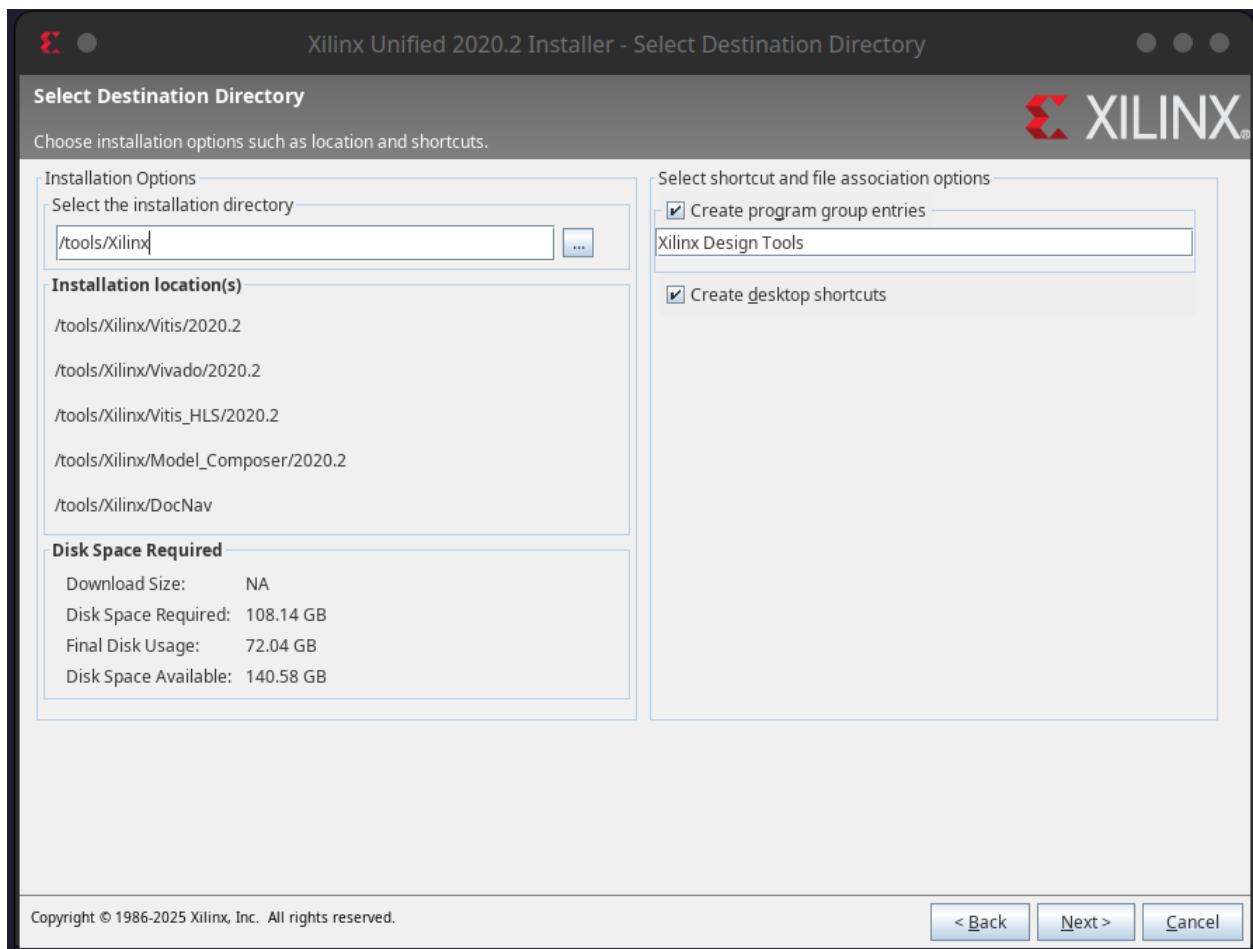 Xilinx Unified 2020.2 Installer - Select Destination Directory
Select Destination Directory
Choose installation options such as location and shortcuts.
XILINX®
Installation Options
Select the installation directory
/tools/Xilinx
...
Installation location(s)
/tools/Xilinx/Vitis/2020.2
/tools/Xilinx/Vivado/2020.2
/tools/Xilinx/Vitis_HLS/2020.2
/tools/Xilinx/Model_Composer/2020.2
/tools/Xilinx/DocNav
Disk Space Required
Download Size: NA
Disk Space Required: 108.14 GB
Final Disk Usage: 72.04 GB
Disk Space Available: 140.58 GB
Select shortcut and file association options
Create program group entries
Xilinx Design Tools
Create desktop shortcuts
Copyright © 1986-2025 Xilinx, Inc. All rights reserved.
< Back
Next >
Cancel